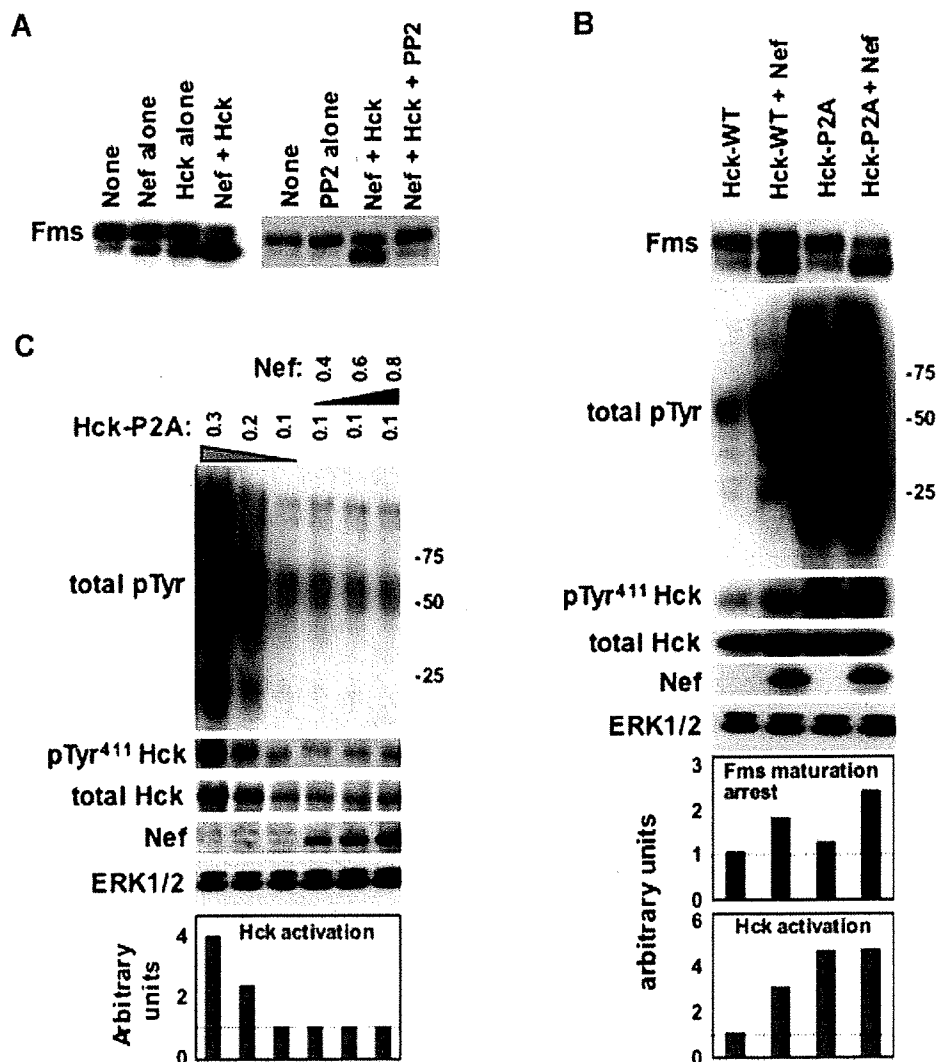 A
None
Nef alone
Hck alone
Nef + Hck
None
PP2 alone
Nef + Hck
Nef + Hck + PP2
Fms
B
Hck-WT
Hck-WT + Nef
Hck-P2A
Hck-P2A + Nef
Fms
total pTyr
-75
-50
-25
pTyr⁴¹¹ Hck
total Hck
Nef
ERK1/2
3
2
1
0
Fms maturation
arrest
6
4
2
0
Hck activation
arbitrary units
C
Nef: 0.4 0.6 0.8
Hck-P2A: 0.3 0.2 0.1 0.1 0.1 0.1
total pTyr
-75
-50
-25
pTyr⁴¹¹ Hck
total Hck
Nef
ERK1/2
4
2
0
Hck activation
Arbitrary
units